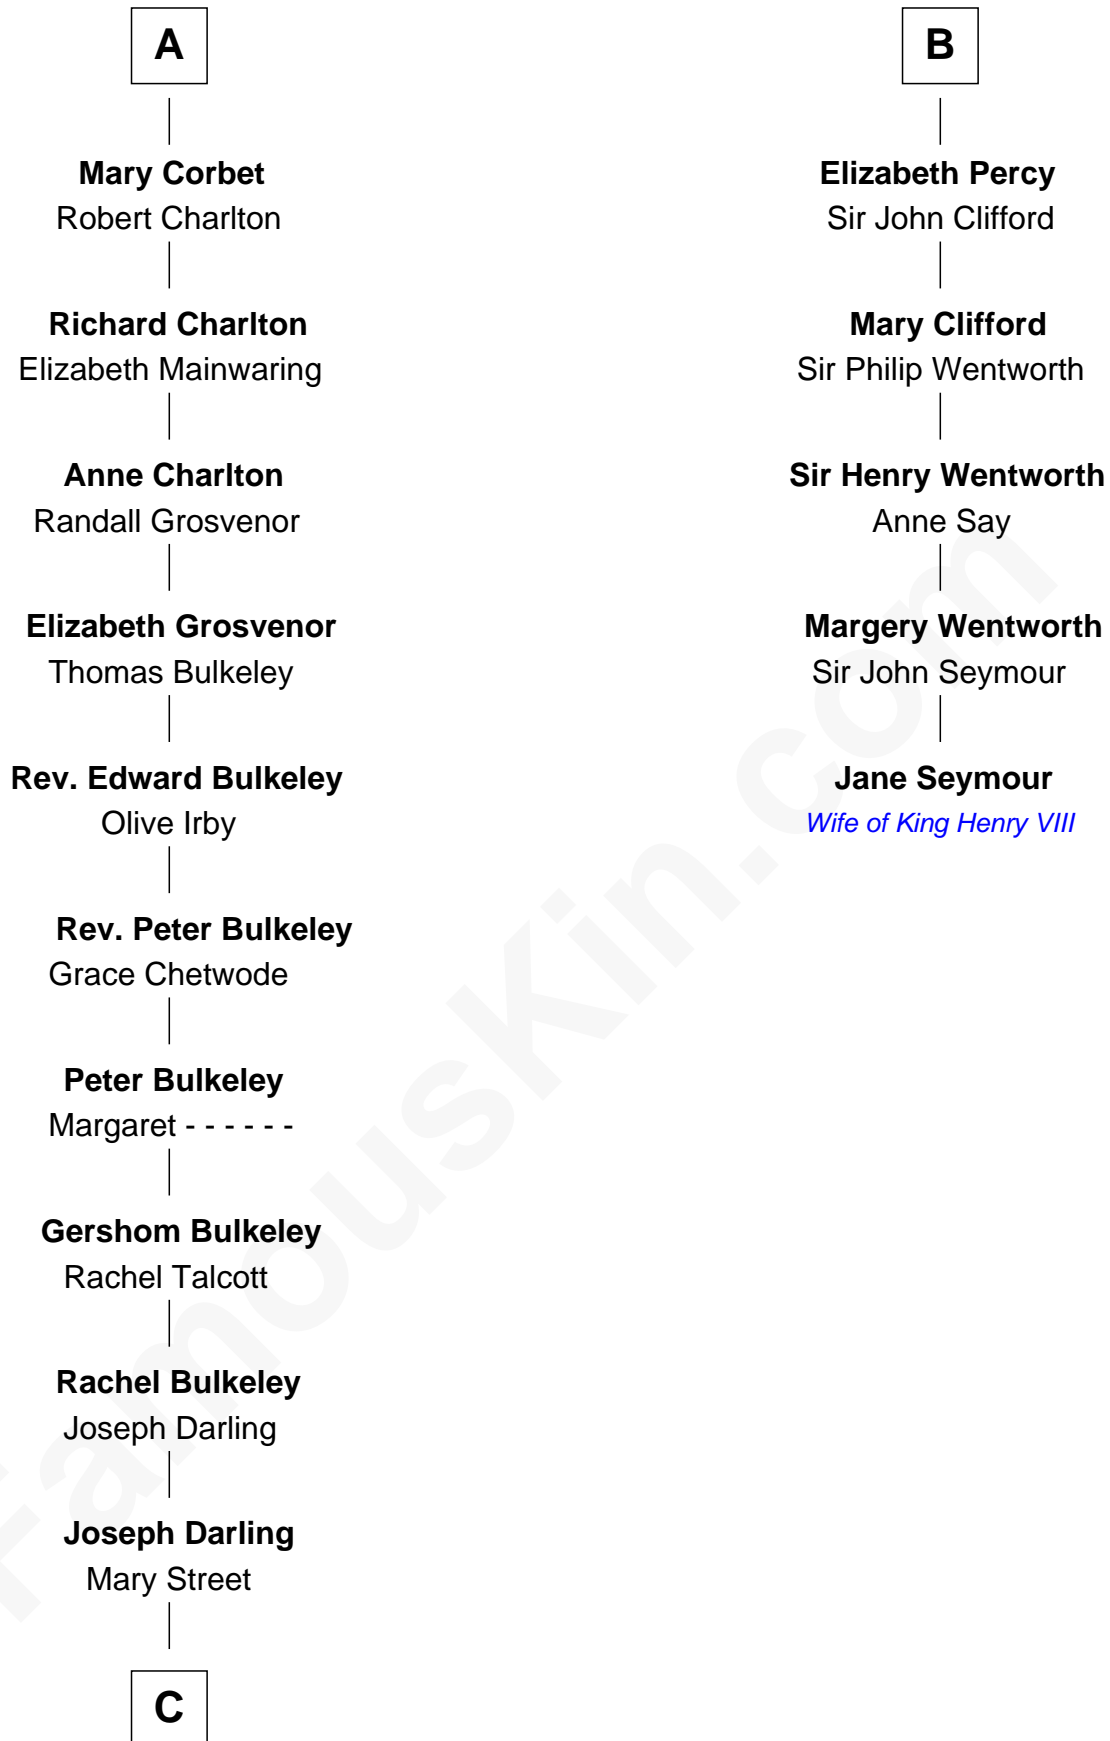 A
Mary Corbet
Robert Charlton
Richard Charlton
Elizabeth Mainwaring
Anne Charlton
Randall Grosvenor
Elizabeth Grosvenor
Thomas Bulkeley
Rev. Edward Bulkeley
Olive Irby
Rev. Peter Bulkeley
Grace Chetwode
Peter Bulkeley
Margaret - - - - - -
Gershom Bulkeley
Rachel Talcott
Rachel Bulkeley
Joseph Darling
Joseph Darling
Mary Street
C
B
Elizabeth Percy
Sir John Clifford
Mary Clifford
Sir Philip Wentworth
Sir Henry Wentworth
Anne Say
Margery Wentworth
Sir John Seymour
Jane Seymour
Wife of King Henry VIII
FamousKin.com